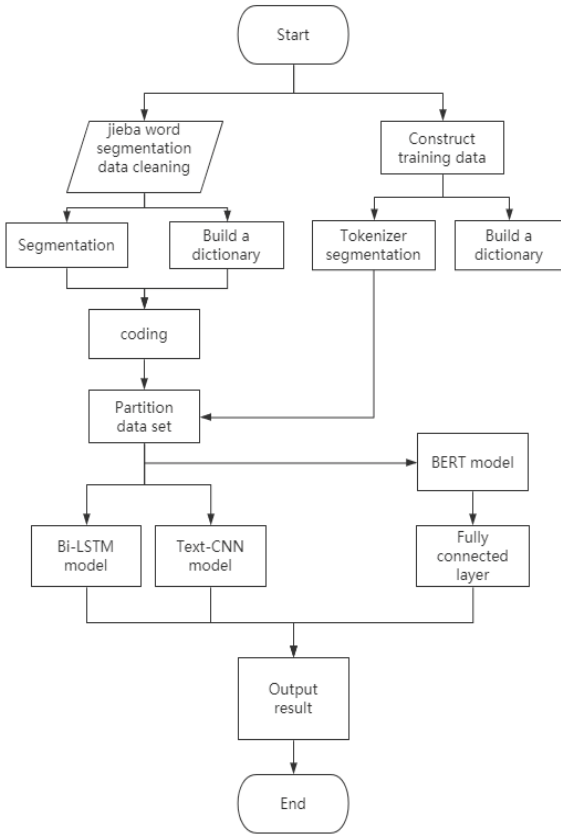 Start
jieba word
segmentation
data cleaning
Construct
training data
Segmentation
Build a
dictionary
Tokenizer
segmentation
Build a
dictionary
coding
Partition
data set
BERT model
Bi-LSTM
model
Text-CNN
model
Fully
connected
layer
Output
result
End